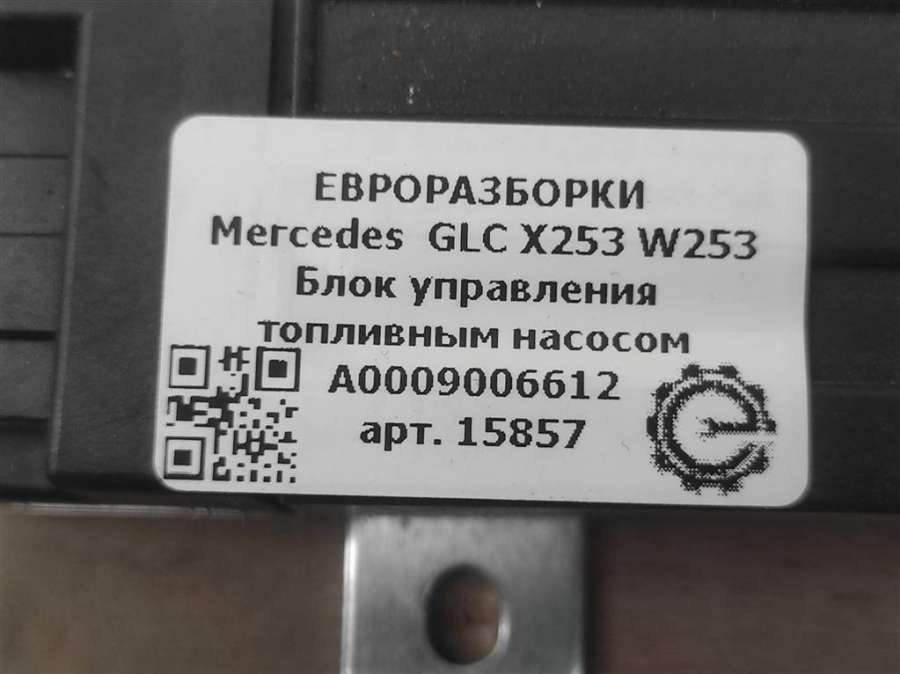 ЕВРОРАЗБОРКИ
Mercedes GLC X253 W253
Блок управления
топливным насосом
A0009006612
арт. 15857